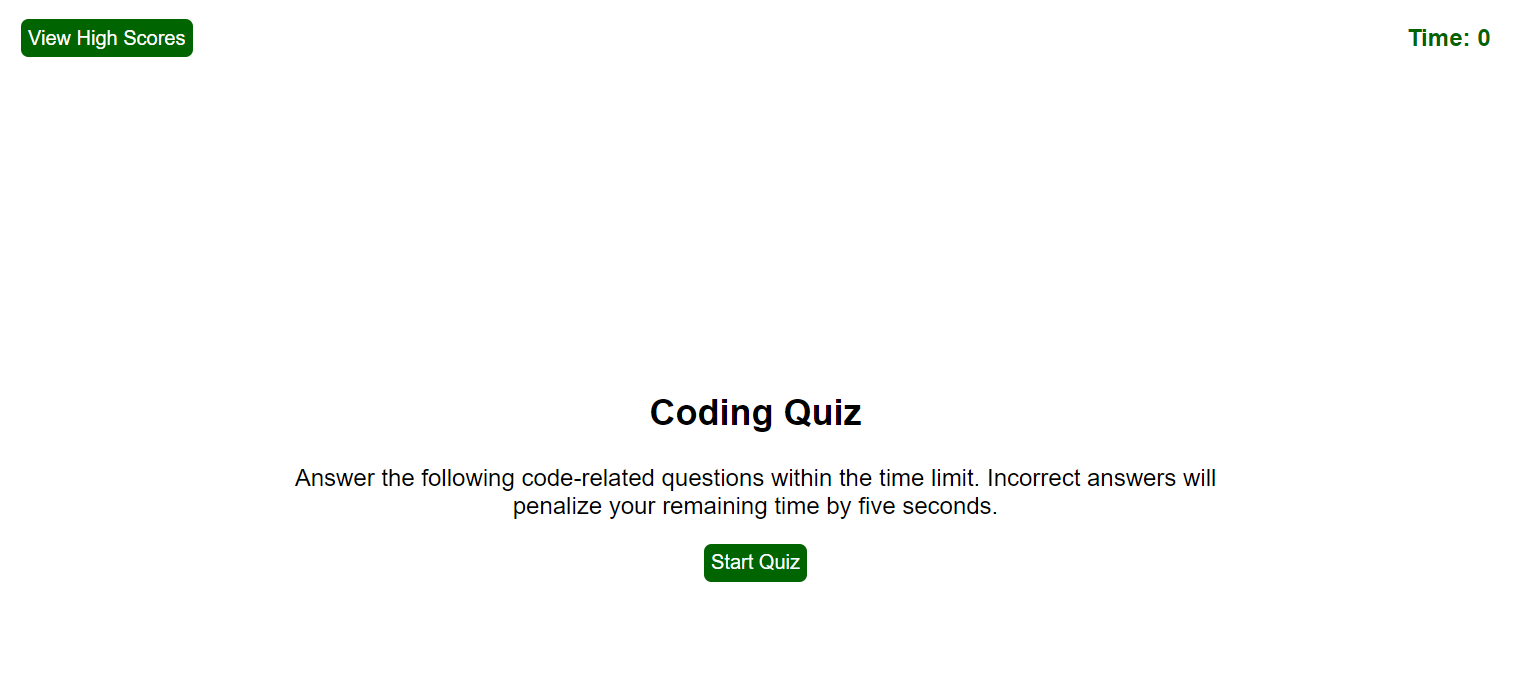 View High Scores
Time: 0
Coding Quiz
Answer the following code-related questions within the time limit. Incorrect answers will
penalize your remaining time by five seconds.
Start Quiz